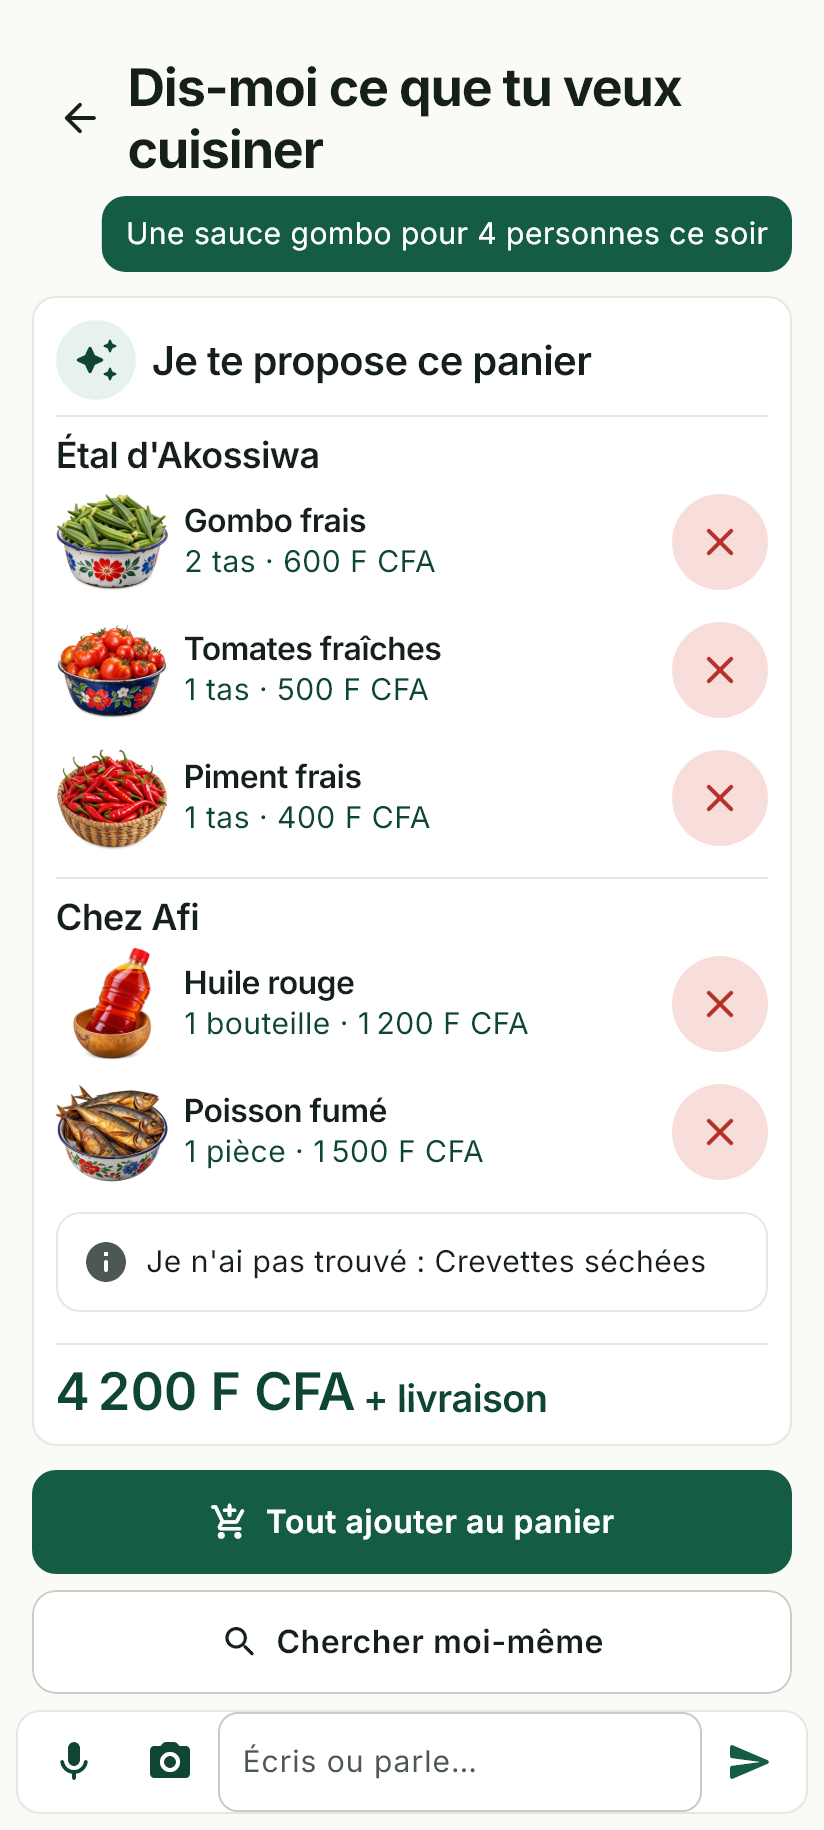 Dis-moi ce que tu veux
cuisiner
Une sauce gombo pour 4 personnes ce soir
Je te propose ce panier
Étal d'Akossiwa
Gombo frais
2 tas · 600 F CFA
Tomates fraîches
1 tas · 500 F CFA
Piment frais
1 tas · 400 F CFA
Chez Afi
Huile rouge
1 bouteille · 1 200 F CFA
Poisson fumé
1 pièce · 1 500 F CFA
Je n'ai pas trouvé : Crevettes séchées
4 200 F CFA + livraison
Tout ajouter au panier
Chercher moi-même
Écris ou parle...